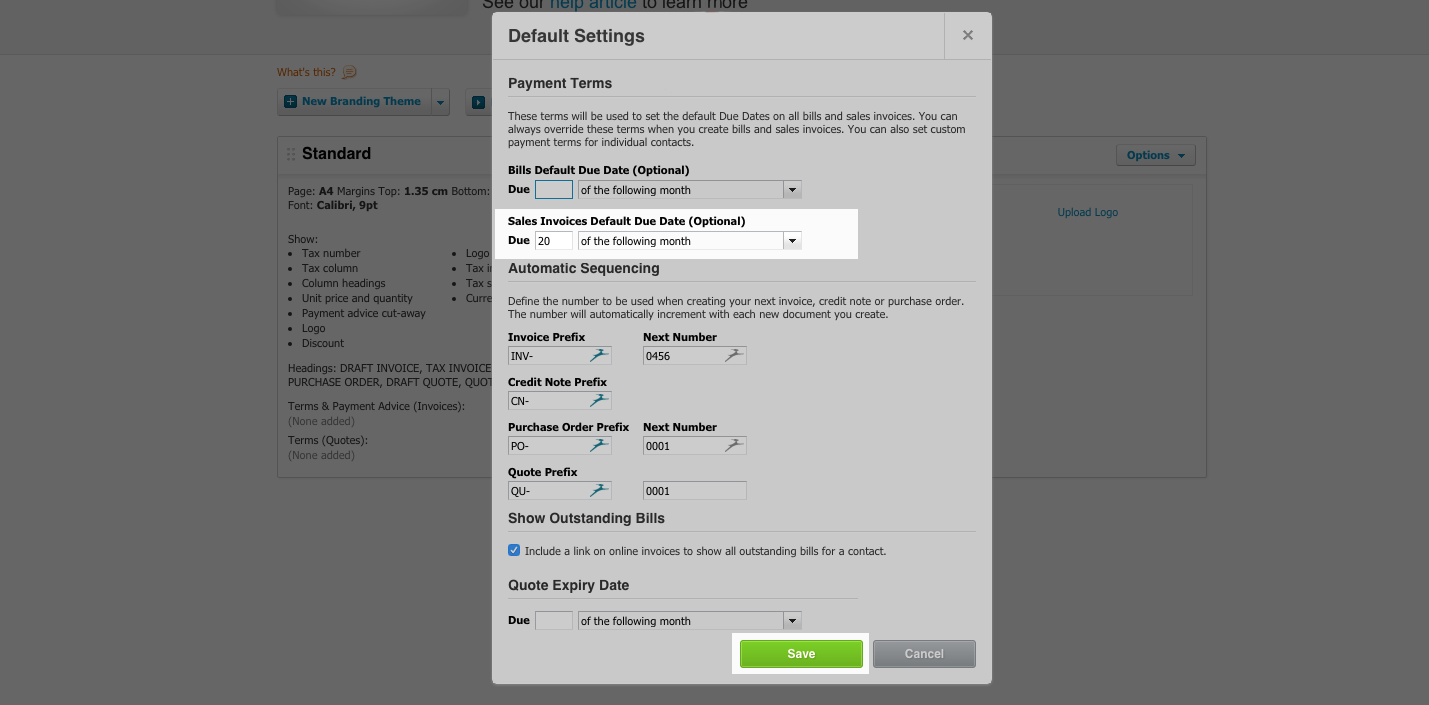 See our help article to learn more
Default Settings
What's this?
New Branding Theme
Payment Terms
These terms will be used to set the default Due Dates on all bills and sales invoices. You can
always override these terms when you create bills and sales invoices. You can also set custom
payment terms for individual contacts.
Standard
Options
Page: A4 Margins Top: 1.35 cm Bottom:
Font: Calibri, 9pt
Upload Logo
Show:
Tax number
Tax column
Column headings
Unit price and quantity
Payment advice cut-away
Logo
Discount
Logo
Tax
Tax
Headings: DRAFT INVOICE, TAX INVOICE
PURCHASE ORDER, DRAFT QUOTE,
Terms & Payment Advice (Invoices):
(None added)
Terms (Quotes):
(None added)
Bills Default Due Date (Optional)
Due of the following month
Sales Invoices Default Due Date (Optional)
Due 20 of the following month
Automatic Sequencing
Define the number to be used when creating your next invoice, credit note or purchase order.
The number will automatically increment with each new document you create.
Invoice Prefix Next Number
INV- 0456
Credit Note Prefix
CN-
Purchase Order Prefix Next Number
PO- 0001
Quote Prefix
QU- 0001
Show Outstanding Bills
Include a link on online invoices to show all outstanding bills for a contact.
Quote Expiry Date
Due of the following month
Save Cancel